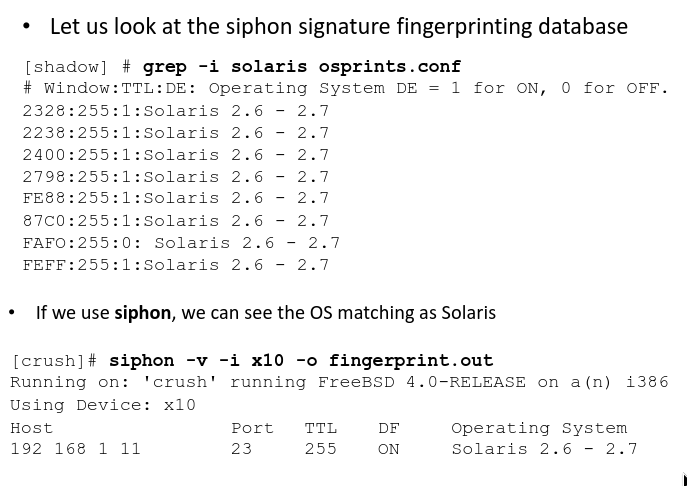 • Let us look at the siphon signature fingerprinting database
[shadow] # grep -i solaris osprints.conf
# Window:TTL:DE: Operating System DE = 1 for ON, 0 for OFF.
2328:255:1:Solaris 2.6 - 2.7
2238:255:1:Solaris 2.6 - 2.7
2400:255:1:Solaris 2.6 - 2.7
2798:255:1:Solaris 2.6 - 2.7
FE88:255:1:Solaris 2.6 - 2.7
87C0:255:1:Solaris 2.6 - 2.7
FAFO:255:0: Solaris 2.6 - 2.7
FEFF:255:1:Solaris 2.6 - 2.7
• If we use siphon, we can see the OS matching as Solaris
[crush]# siphon -v -i x10 -o fingerprint.out
Running on: 'crush' running FreeBSD 4.0-RELEASE on a(n) i386
Using Device: x10
Host Port TTL DF Operating System
192 168 1 11 23 255 ON Solaris 2.6 - 2.7